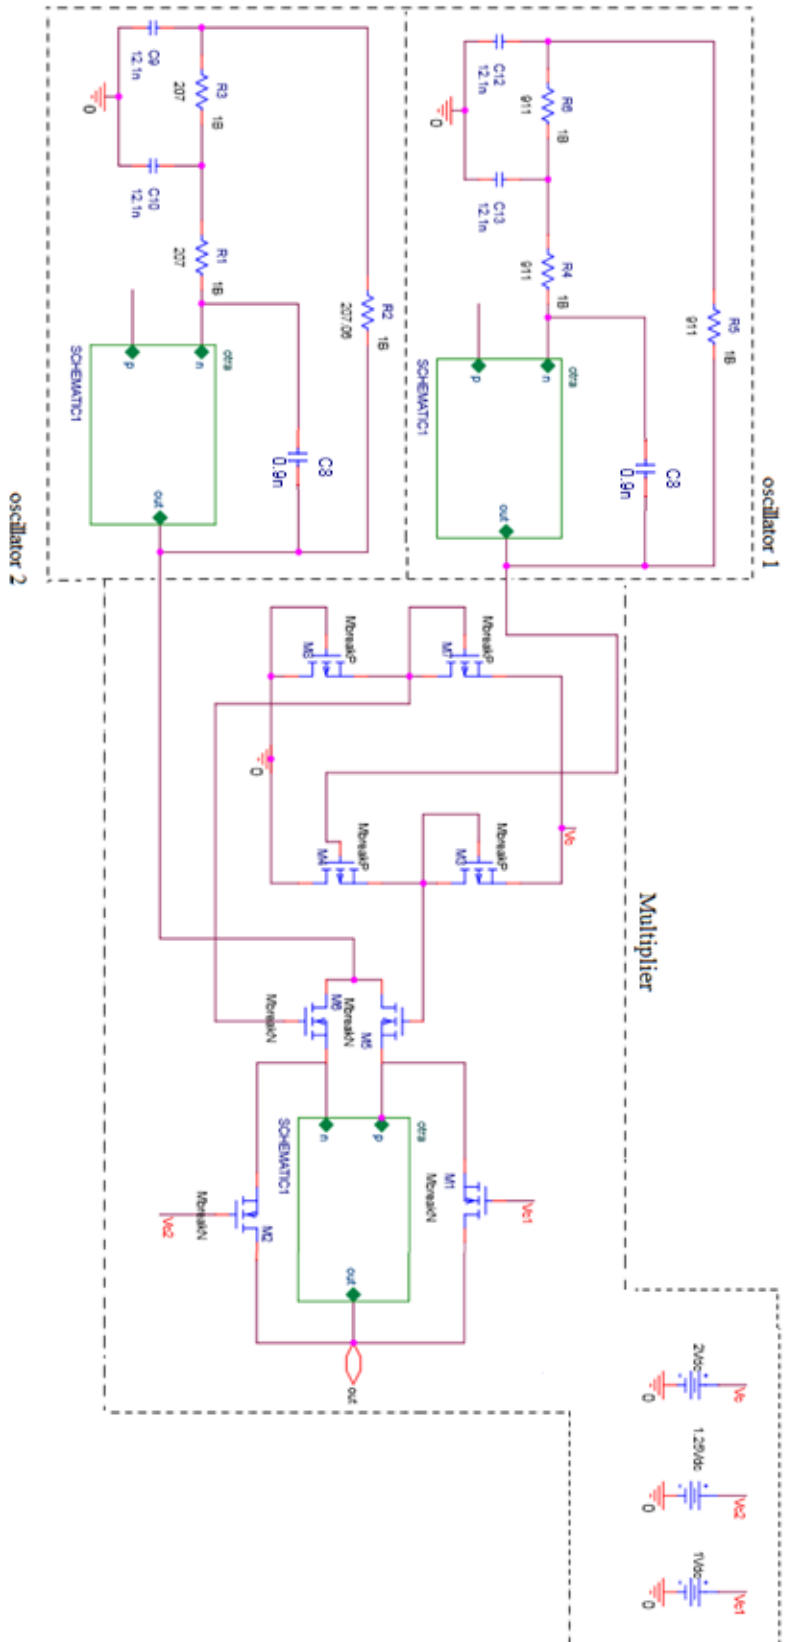 oscillator 1
R5
1B
911
C12
12.1n
R6
1B
911
C13
12.1n
R4
1B
911
0
C8
0.9n
otra
n
p
out
SCHEMATIC1
oscillator 2
R2
1B
207.06
C9
12.1n
R3
1B
207
C10
12.1n
R1
1B
207
0
C8
0.9n
otra
n
p
out
SCHEMATIC1
Multiplier
Vc
MbreakP
M7
MbreakP
M3
MbreakP
M8
MbreakP
M4
0
M5
MbreakN
M6
MbreakN
Vc1
M1
MbreakN
otra
p
n
out
SCHEMATIC1
out
M2
MbreakN
Vc2
Vc
2Vdc
+
-
0
Vc2
1.25Vdc
+
-
0
Vc1
1Vdc
+
-
0